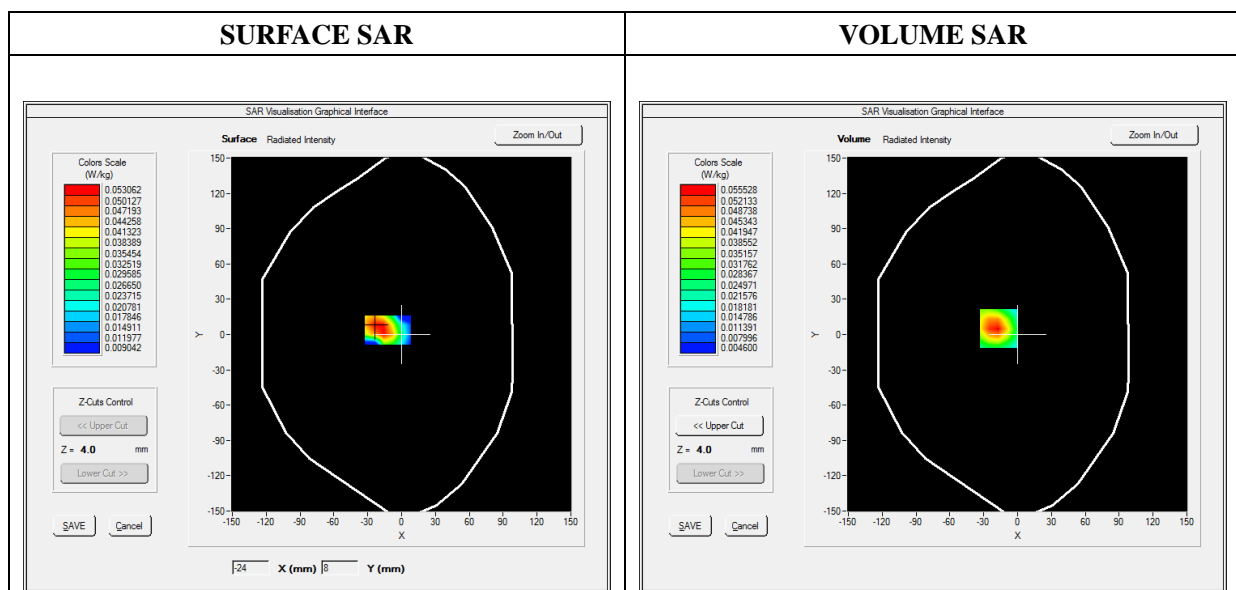 SURFACE SAR
VOLUME SAR
SAR Visualisation Graphical Interface
Surface Radiated Intensity
Zoom In/Out
Colors Scale
(W/kg)
0.053062
0.050127
0.047193
0.044258
0.041323
0.038389
0.035454
0.032519
0.029585
0.026650
0.023715
0.020781
0.017846
0.014911
0.011977
0.009042
Z-Cuts Control
<< Upper Cut
Z = 4.0 mm
Lower Cut >>
SAVE Cancel
150
120
90
60
30
0
-30
-60
-90
-120
-150
Y
-150 -120 -90 -60 -30 0 30 60 90 120 150
X
-24 X (mm) 8 Y (mm)
SAR Visualisation Graphical Interface
Volume Radiated Intensity
Zoom In/Out
Colors Scale
(W/kg)
0.055528
0.052133
0.048738
0.045343
0.041947
0.038552
0.035157
0.031762
0.028367
0.024971
0.021576
0.018181
0.014786
0.011391
0.007996
0.004600
Z-Cuts Control
<< Upper Cut
Z = 4.0 mm
Lower Cut >>
SAVE Cancel
150
120
90
60
30
0
-30
-60
-90
-120
-150
Y
-150 -120 -90 -60 -30 0 30 60 90 120 150
X